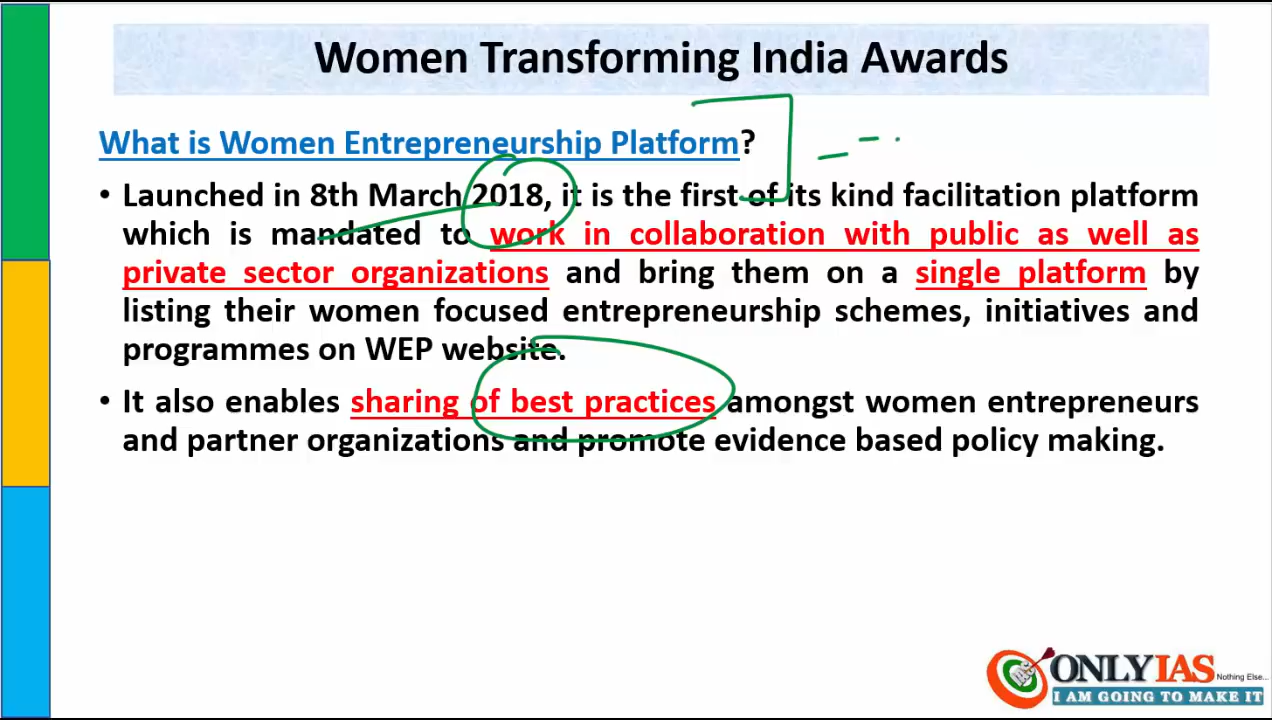 Women Transforming India Awards
What is Women Entrepreneurship Platform?
• Launched in 8th March 2018, it is the first of its kind facilitation platform
which is mandated to work in collaboration with public as well as
private sector organizations and bring them on a single platform by
listing their women focused entrepreneurship schemes, initiatives and
programmes on WEP website.
• It also enables sharing of best practices amongst women entrepreneurs
and partner organizations and promote evidence based policy making.
ONLYIAS Nothing Else...
I AM GOING TO MAKE IT